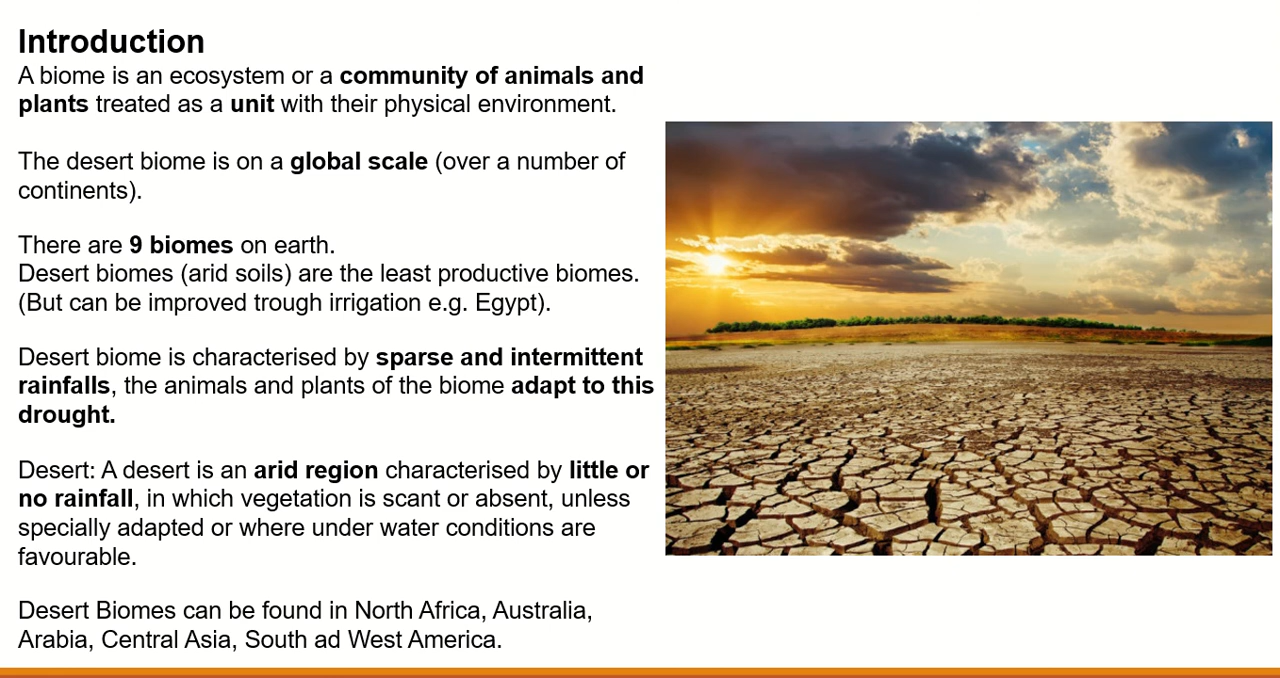 Introduction
A biome is an ecosystem or a community of animals and
plants treated as a unit with their physical environment.
The desert biome is on a global scale (over a number of
continents).
There are 9 biomes on earth.
Desert biomes (arid soils) are the least productive biomes.
(But can be improved trough irrigation e.g. Egypt).
Desert biome is characterised by sparse and intermittent
rainfalls, the animals and plants of the biome adapt to this
drought.
Desert: A desert is an arid region characterised by little or
no rainfall, in which vegetation is scant or absent, unless
specially adapted or where under water conditions are
favourable.
Desert Biomes can be found in North Africa, Australia,
Arabia, Central Asia, South ad West America.